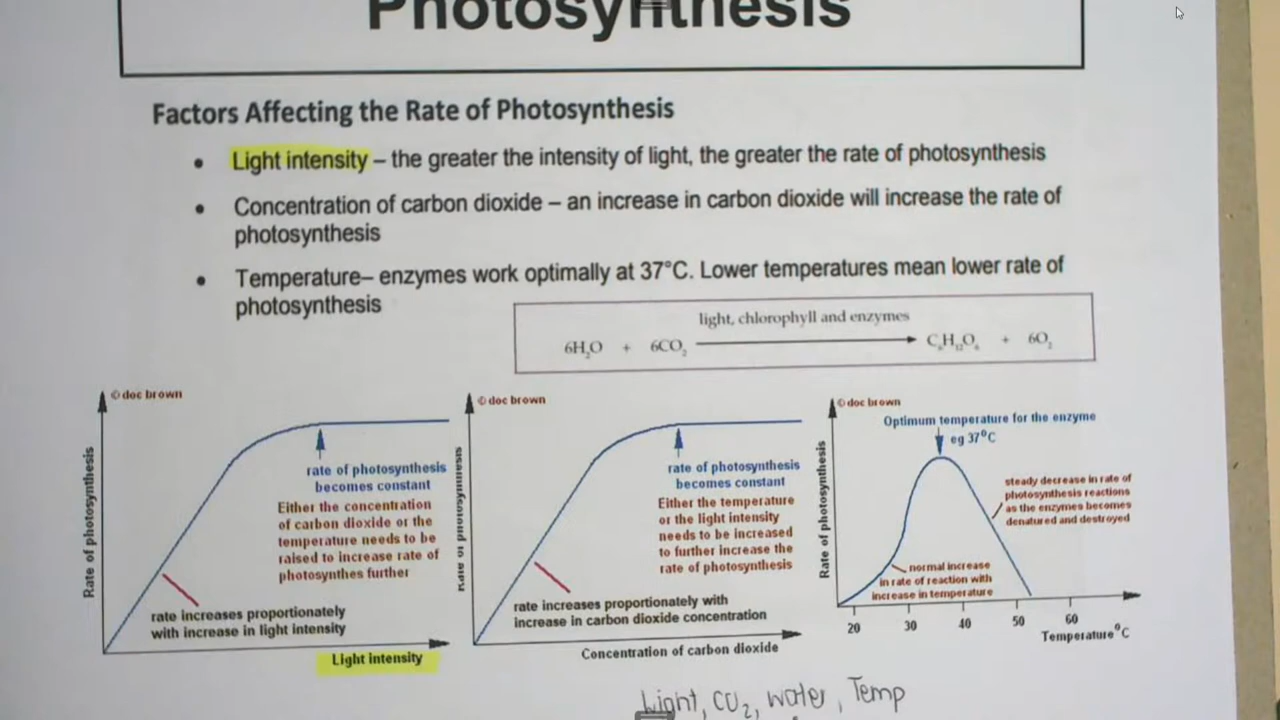 Photosynthesis
Factors Affecting the Rate of Photosynthesis
• Light intensity – the greater the intensity of light, the greater the rate of photosynthesis
• Concentration of carbon dioxide – an increase in carbon dioxide will increase the rate of
photosynthesis
• Temperature– enzymes work optimally at 37°C. Lower temperatures mean lower rate of
photosynthesis
light, chlorophyll and enzymes
6H₂O + 6CO₂ → C₆H₁₂O₆ + 6O₂
© doc brown
Rate of photosynthesis
rate of photosynthesis
becomes constant
Either the concentration
of carbon dioxide or the
temperature needs to be
raised to increase rate of
photosynthes further
rate increases proportionately
with increase in light intensity
Light intensity
© doc brown
Rate of photosynthesis
rate of photosynthesis
becomes constant
Either the temperature
or the light intensity
needs to be increased
to further increase the
rate of photosynthesis
rate increases proportionately with
increase in carbon dioxide concentration
Concentration of carbon dioxide
© doc brown
Rate of photosynthesis
Optimum temperature for the enzyme
eg 37°C
steady decrease in rate of
photosynthesis reactions
as the enzymes becomes
denatured and destroyed
normal increase
in rate of reaction with
increase in temperature
20 30 40 50 60
Temperature°C
Light, CO₂, water, Temp